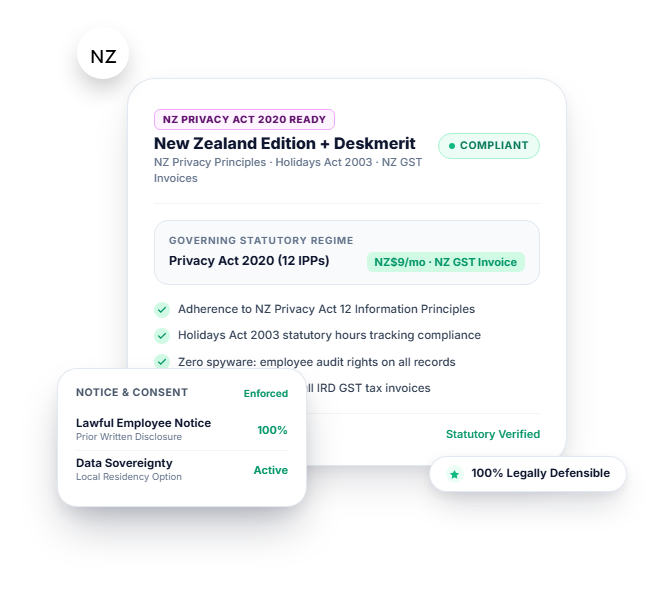 NZ
NZ PRIVACY ACT 2020 READY
New Zealand Edition + Deskmerit
NZ Privacy Principles · Holidays Act 2003 · NZ GST
Invoices
COMPLIANT
GOVERNING STATUTORY REGIME
Privacy Act 2020 (12 IPPs)
NZ$9/mo · NZ GST Invoice
Adherence to NZ Privacy Act 12 Information Principles
Holidays Act 2003 statutory hours tracking compliance
Zero spyware: employee audit rights on all records
IRD GST tax invoices
Statutory Verified
NOTICE & CONSENT
Enforced
Lawful Employee Notice
Prior Written Disclosure
100%
Data Sovereignty
Local Residency Option
Active
100% Legally Defensible